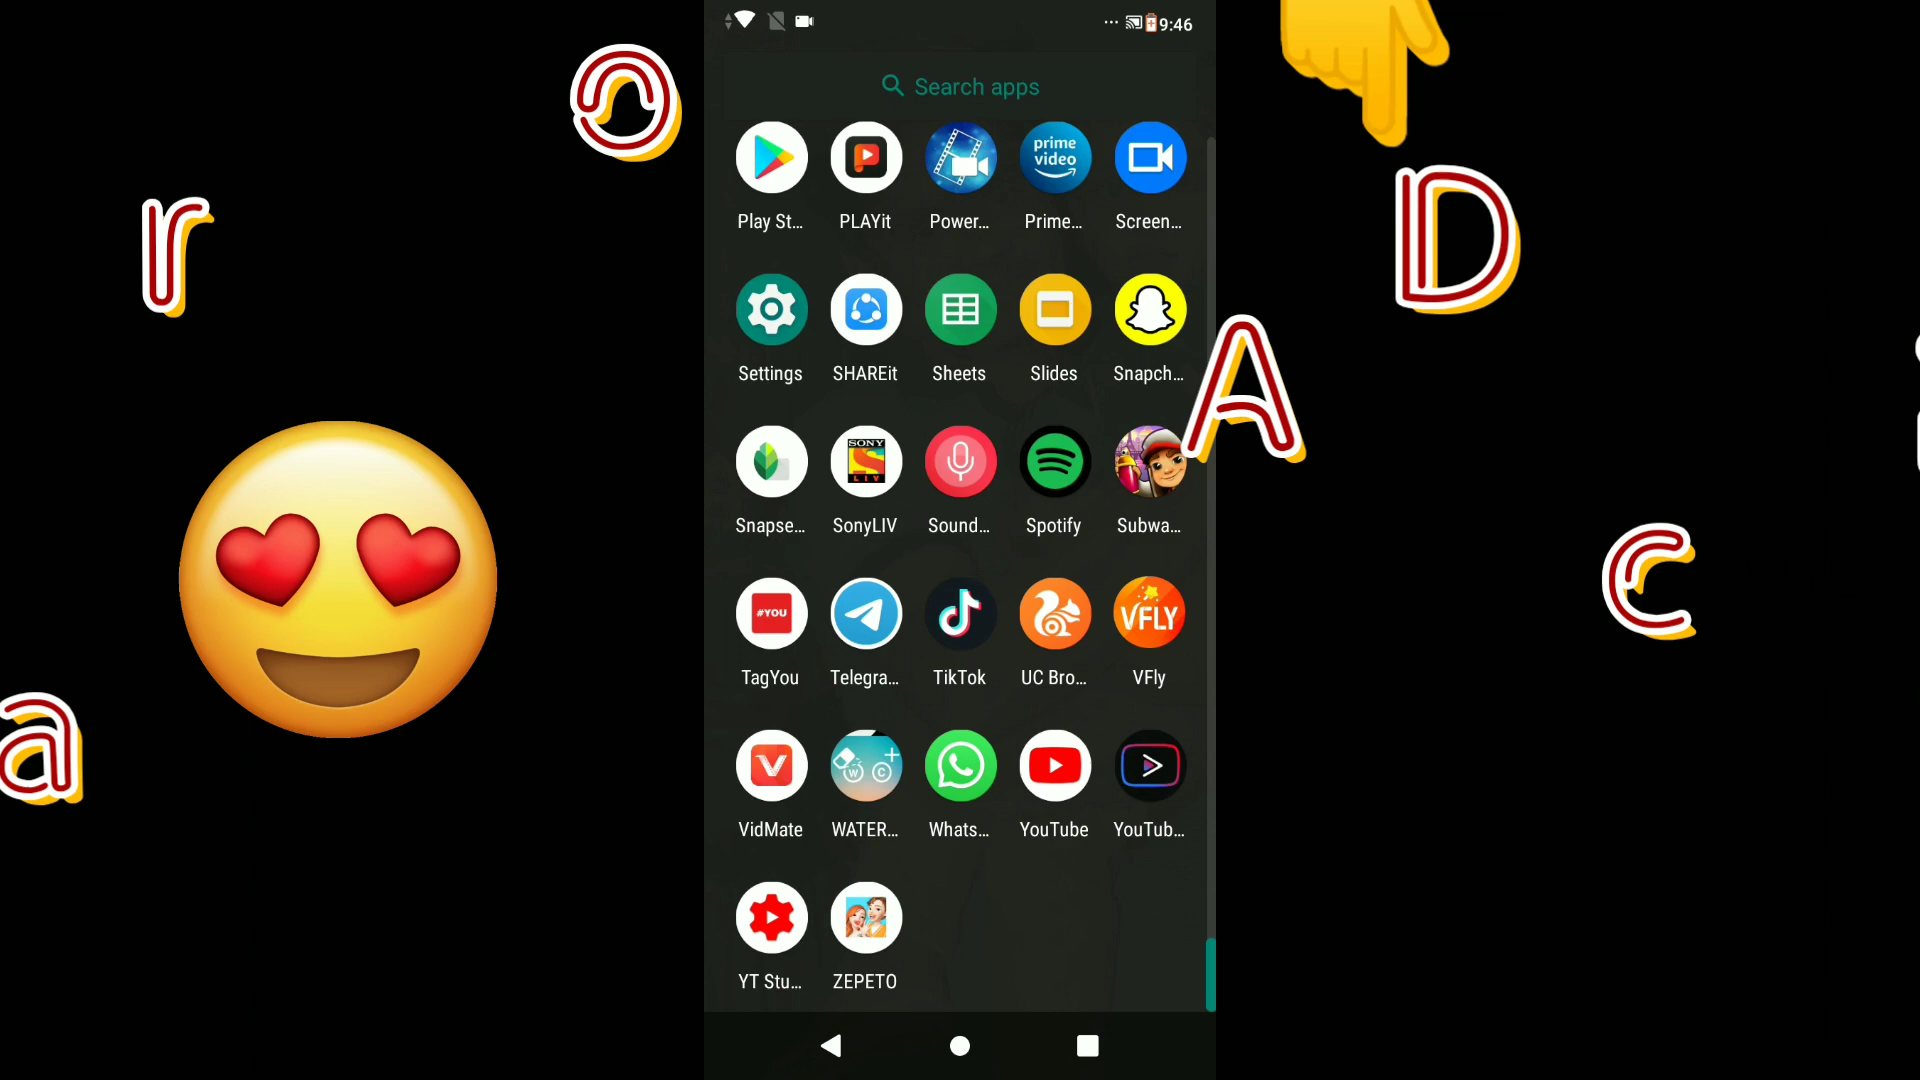 9:46
Search apps
prime video
Play St... PLAYit Power... Prime... Screen...
Settings SHAREit Sheets Slides Snapch...
SONY
LIV
Snapse... SonyLIV Sound... Spotify Subwa...
#YOU
VFLY
TagYou Telegra... TikTok UC Bro... VFly
W C
VidMate WATER... Whats... YouTube YouTub...
YT Stu... ZEPETO
o
r
a
D
A
c